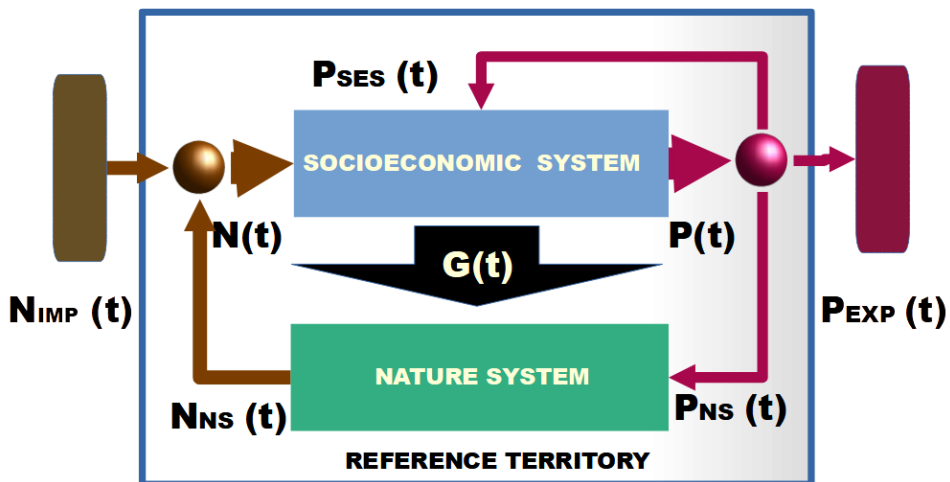 PSES (t)
SOCIOECONOMIC SYSTEM
N(t)
P(t)
G(t)
NIMP (t)
PEXP (t)
NATURE SYSTEM
NNS (t)
PNS (t)
REFERENCE TERRITORY